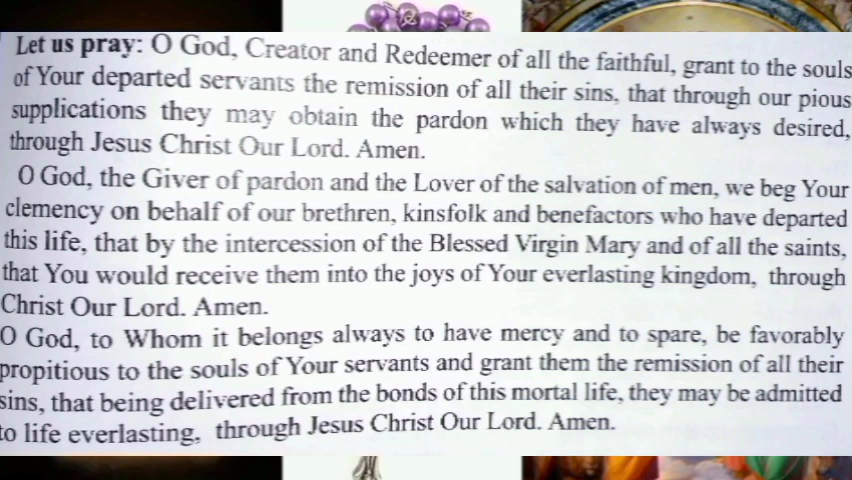 Let us pray: O God, Creator and Redeemer of all the faithful, grant to the souls
of Your departed servants the remission of all their sins, that through our pious
supplications they may obtain the pardon which they have always desired,
through Jesus Christ Our Lord. Amen.
O God, the Giver of pardon and the Lover of the salvation of men, we beg Your
clemency on behalf of our brethren, kinsfolk and benefactors who have departed
this life, that by the intercession of the Blessed Virgin Mary and of all the saints,
that You would receive them into the joys of Your everlasting kingdom, through
Christ Our Lord. Amen.
O God, to Whom it belongs always to have mercy and to spare, be favorably
propitious to the souls of Your servants and grant them the remission of all their
sins, that being delivered from the bonds of this mortal life, they may be admitted
to life everlasting, through Jesus Christ Our Lord. Amen.